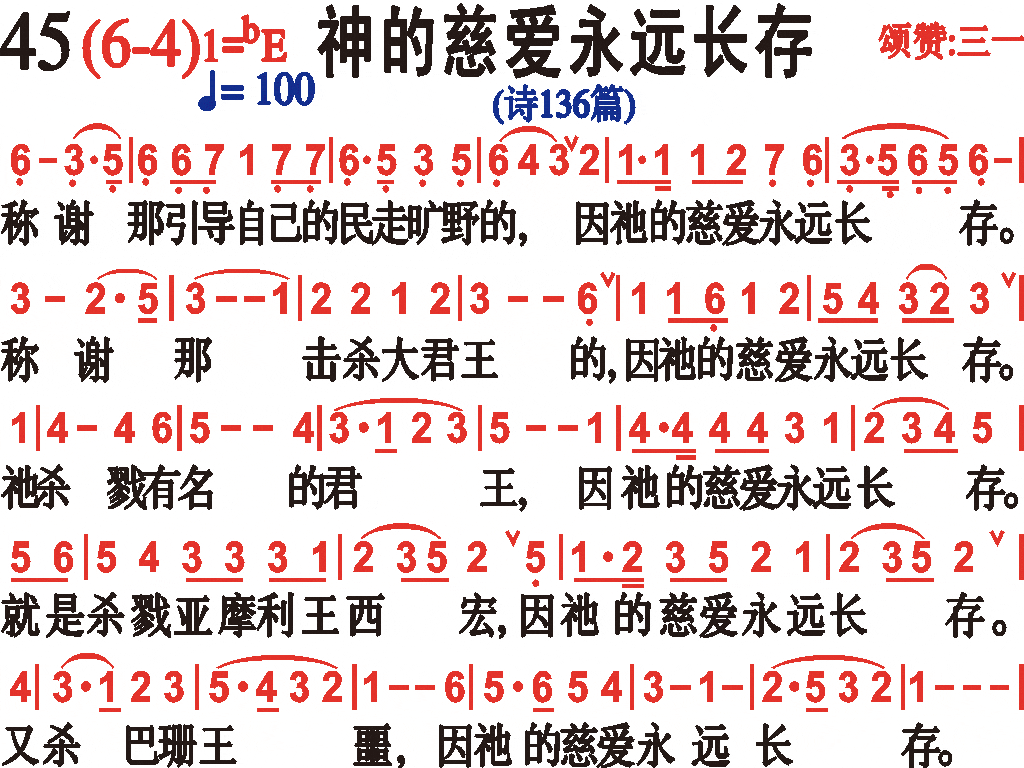 45 (6-4) 1=ᵇE 神的慈爱永远长存 颂赞:三一
♩= 100 (诗136篇)
6 - 3·5 | 6 6 7 1 7 7 | 6·5 3 5 | 6 4 3 ∨ 2 | 1·1 1 2 7 6 | 3·5 6 5 6 - |
称 谢 那引导自己的民走旷野的, 因祂的慈爱永远长 存。
3 - 2·5 | 3 - - 1 | 2 2 1 2 | 3 - - 6 ∨ | 1 1 6 1 2 | 5 4 3 2 3 ∨ |
称 谢 那 击杀大君王 的,因祂的慈爱永远长 存。
1 | 4 - 4 6 | 5 - - 4 | 3·1 2 3 | 5 - - 1 | 4·4 4 4 3 1 | 2 3 4 5
祂杀 戮有名 的君 王, 因祂的慈爱永远长 存。
5 6 | 5 4 3 3 3 1 | 2 3 5 2 ∨ 5 | 1·2 3 5 2 1 | 2 3 5 2 ∨ |
就是杀戮亚摩利王西 宏,因祂的慈爱永远长 存。
4 | 3·1 2 3 | 5·4 3 2 | 1 - - 6 | 5·6 5 4 | 3 - 1 - | 2·5 3 2 | 1 - - - |
又杀 巴珊王 噩, 因祂的慈爱永远长 存。